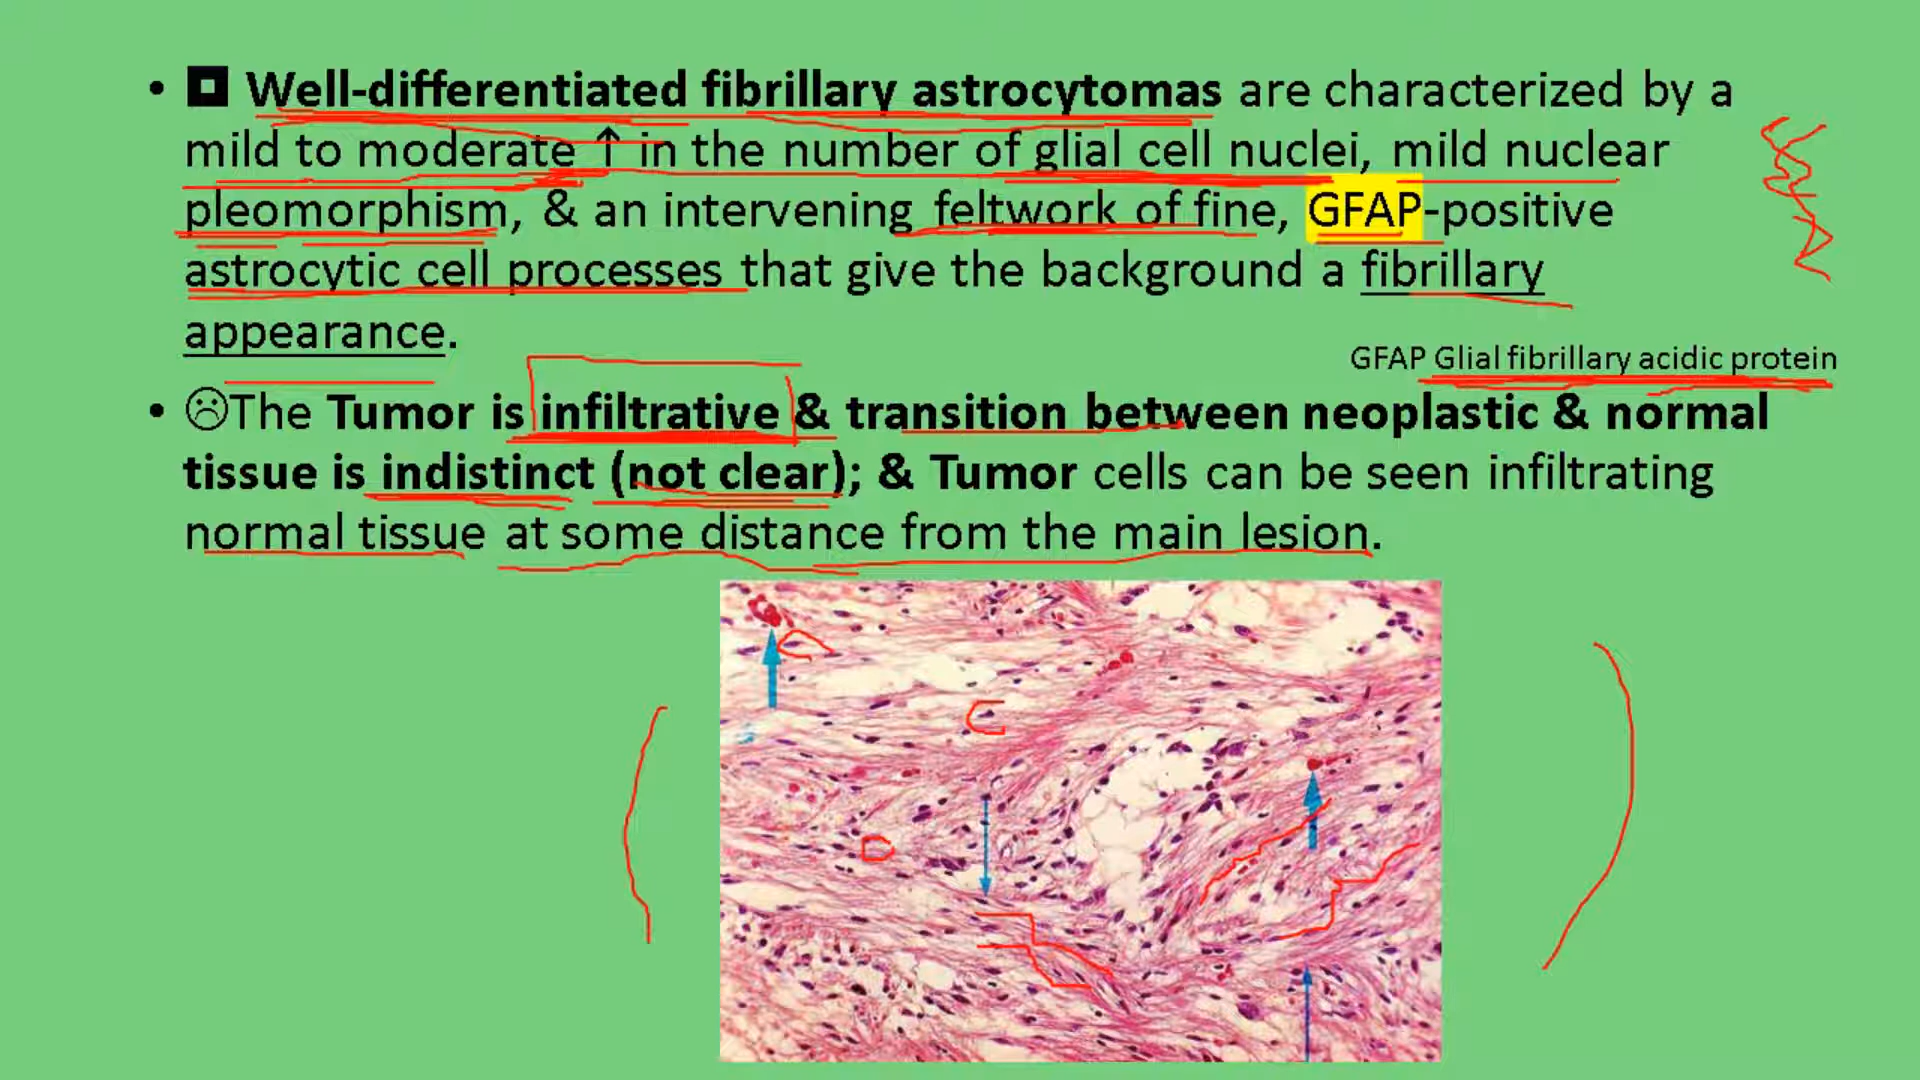 • ◘ Well-differentiated fibrillary astrocytomas are characterized by a
mild to moderate ↑ in the number of glial cell nuclei, mild nuclear
pleomorphism, & an intervening feltwork of fine, GFAP-positive
astrocytic cell processes that give the background a fibrillary
appearance.
GFAP Glial fibrillary acidic protein
• ☹The Tumor is infiltrative & transition between neoplastic & normal
tissue is indistinct (not clear); & Tumor cells can be seen infiltrating
normal tissue at some distance from the main lesion.